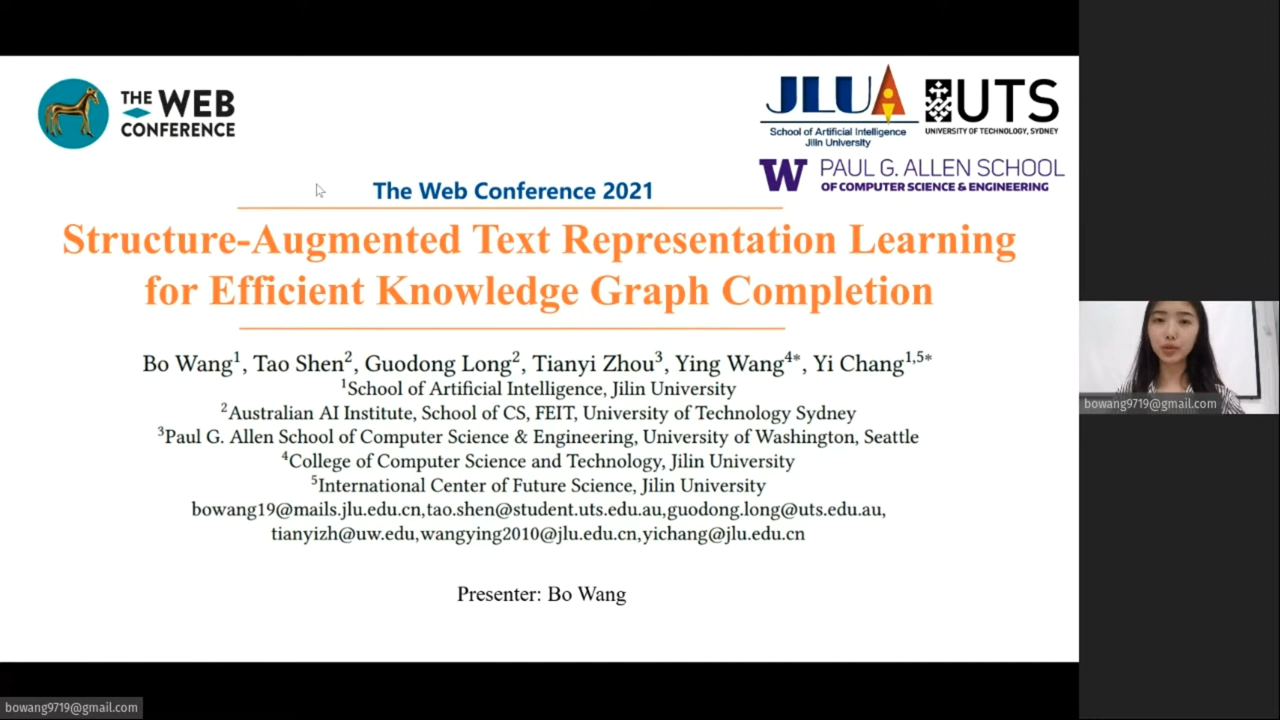 THE WEB
CONFERENCE
JLUA
School of Artificial Intelligence
Jilin University
UTS
UNIVERSITY OF TECHNOLOGY, SYDNEY
W PAUL G. ALLEN SCHOOL
OF COMPUTER SCIENCE & ENGINEERING
The Web Conference 2021
Structure-Augmented Text Representation Learning
for Efficient Knowledge Graph Completion
Bo Wang¹, Tao Shen², Guodong Long², Tianyi Zhou³, Ying Wang⁴*, Yi Chang¹,⁵*
¹School of Artificial Intelligence, Jilin University
²Australian AI Institute, School of CS, FEIT, University of Technology Sydney
³Paul G. Allen School of Computer Science & Engineering, University of Washington, Seattle
⁴College of Computer Science and Technology, Jilin University
⁵International Center of Future Science, Jilin University
bowang19@mails.jlu.edu.cn,tao.shen@student.uts.edu.au,guodong.long@uts.edu.au,
tianyizh@uw.edu,wangying2010@jlu.edu.cn,yichang@jlu.edu.cn
Presenter: Bo Wang
bowang9719@gmail.com
bowang9719@gmail.com